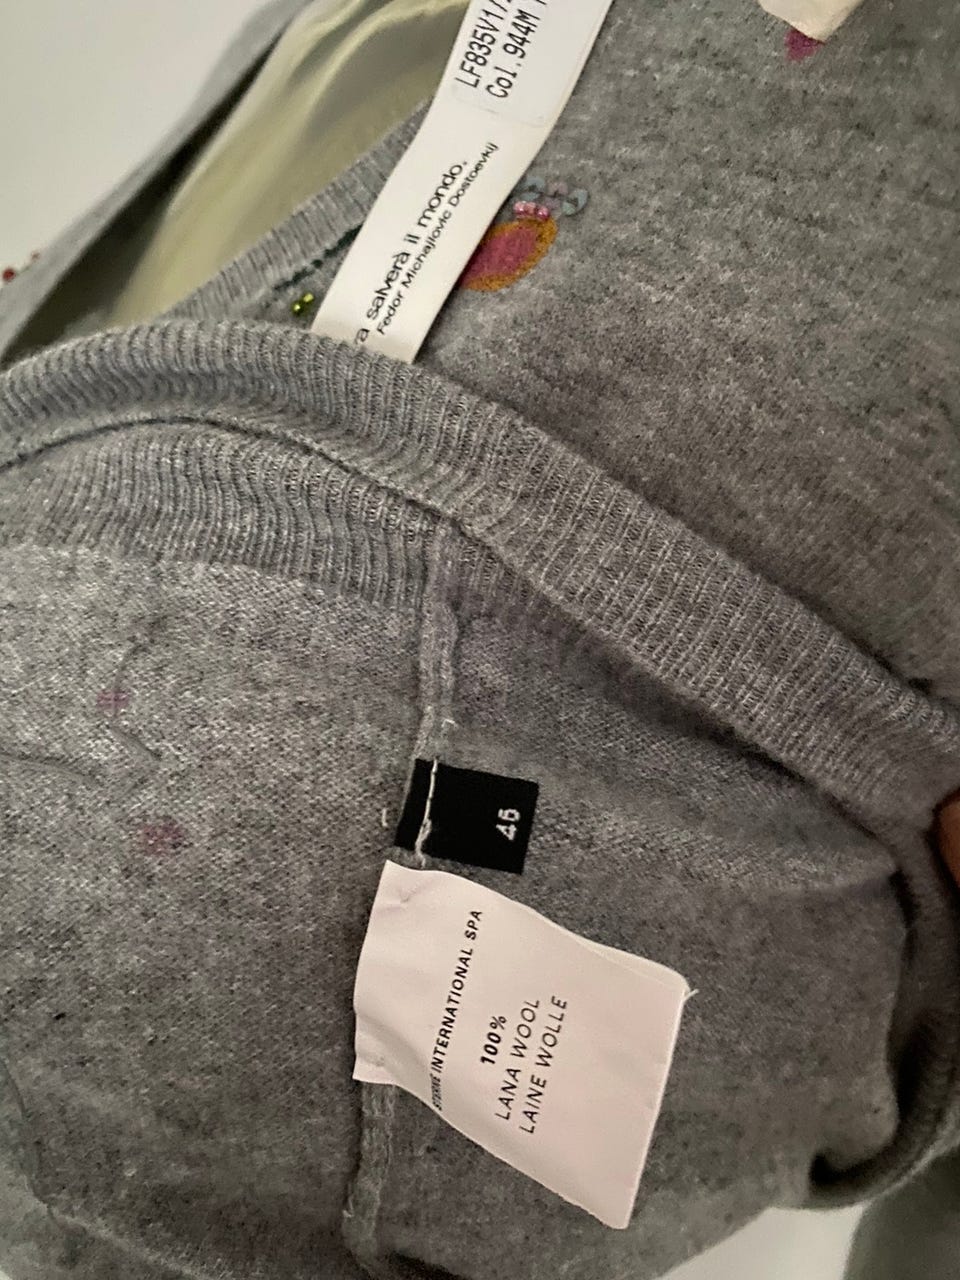 LF835V1/
Col.944M
a salverà il mondo.
Fedor Michajlovic Dostoevkij
46
INTERNATIONAL SPA
100%
LANA WOOL
LAINE WOLLE